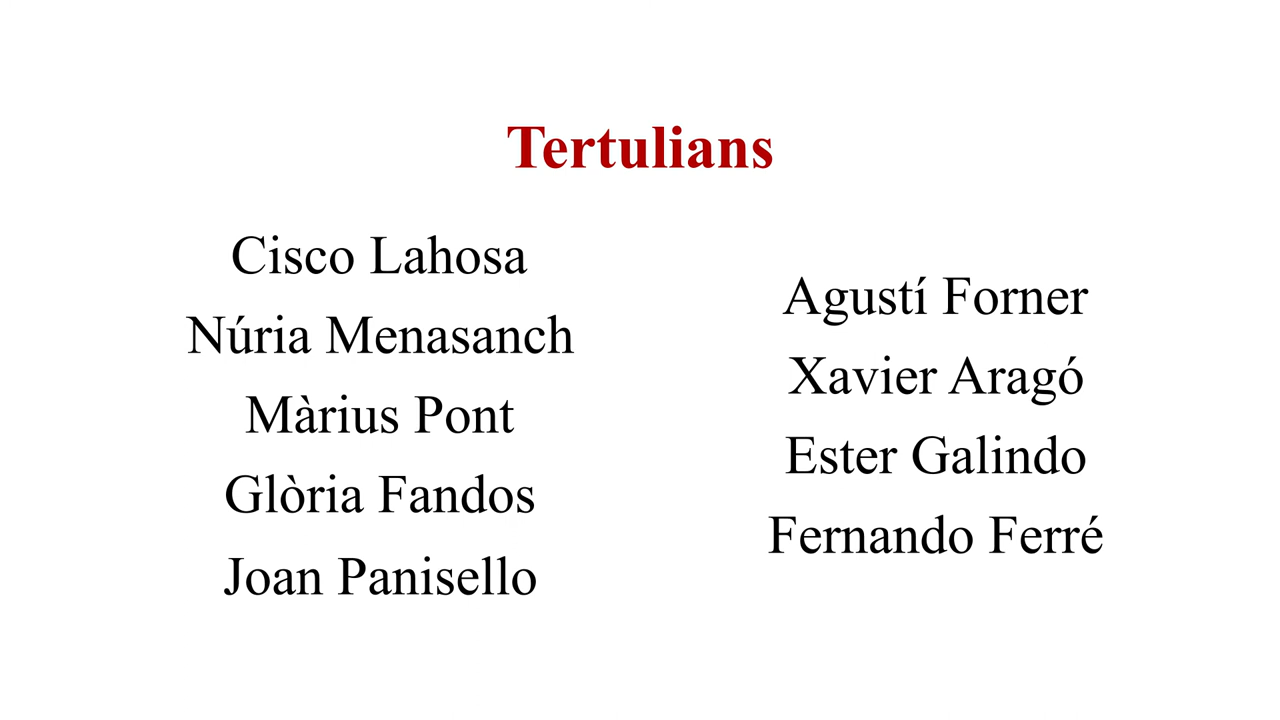 Tertulians
Cisco Lahosa
Núria Menasanch
Màrius Pont
Glòria Fandos
Joan Panisello
Agustí Forner
Xavier Aragó
Ester Galindo
Fernando Ferré